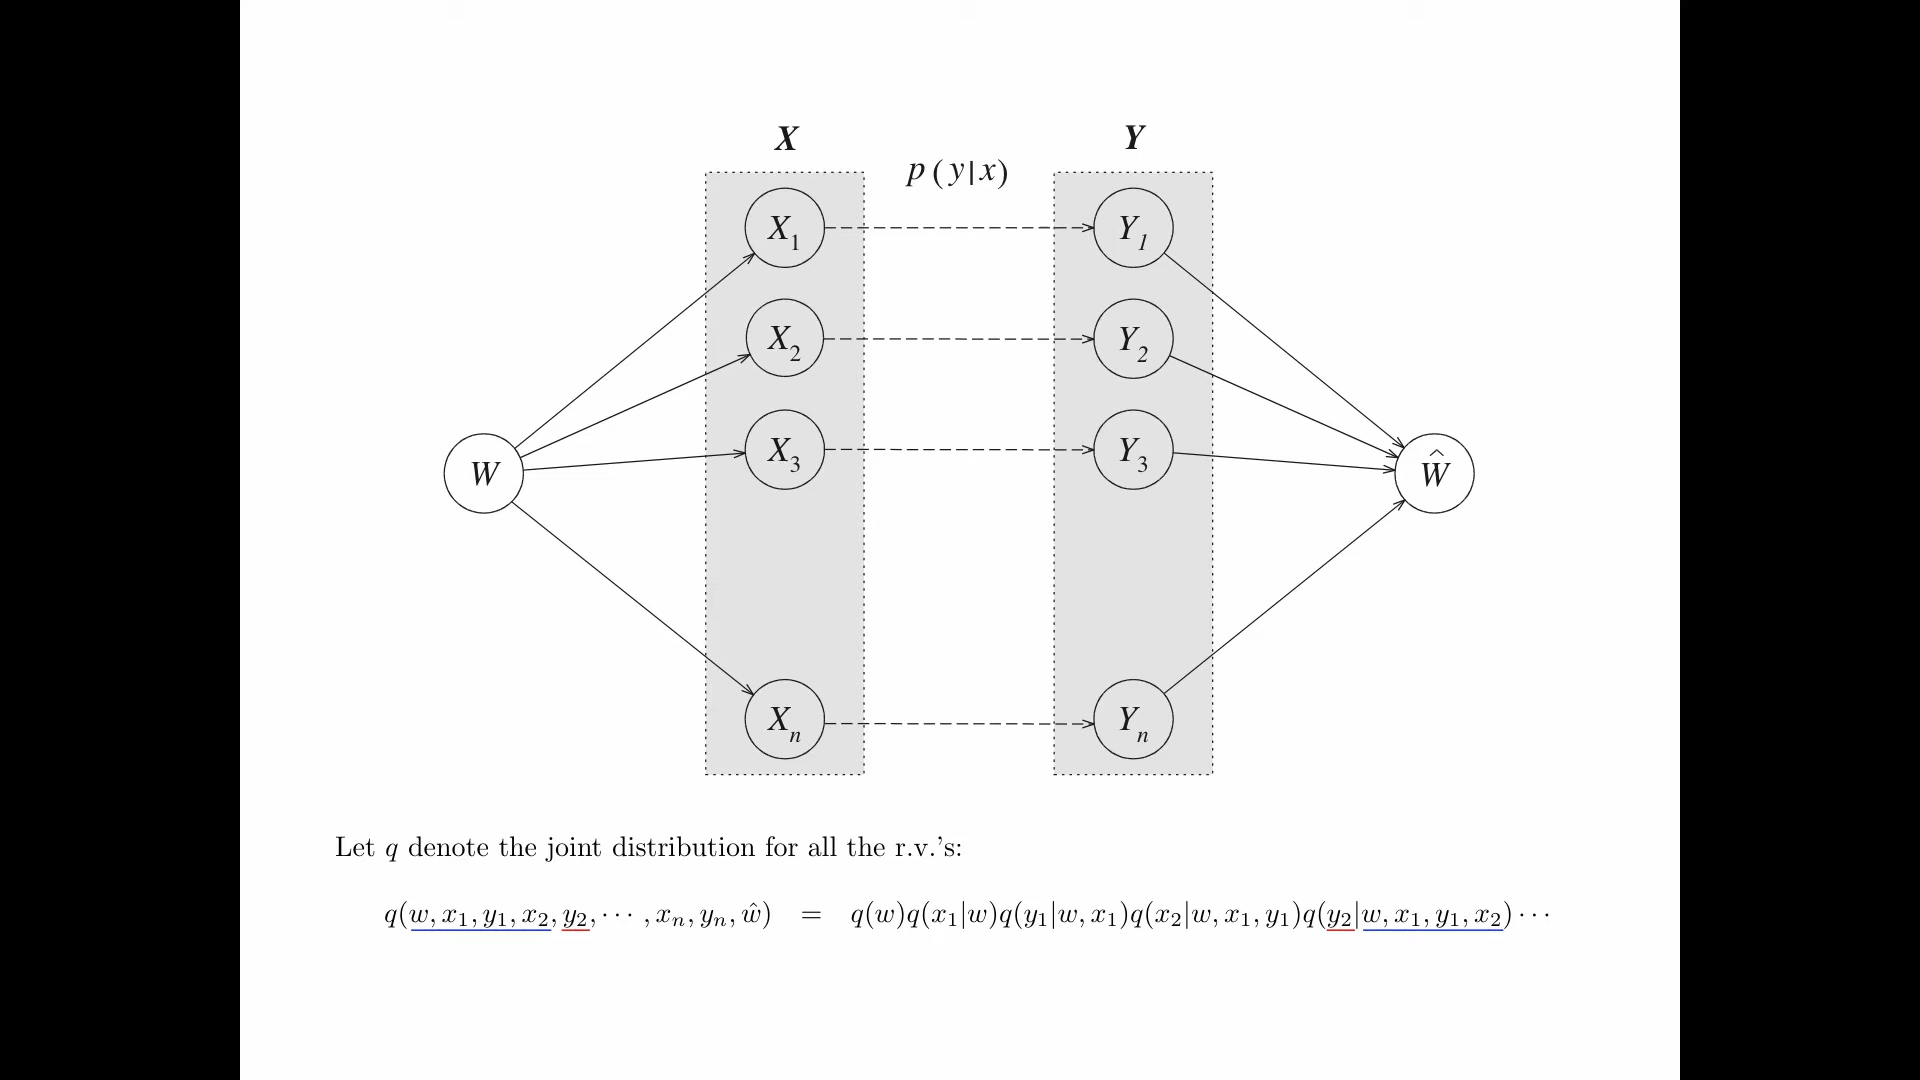 X Y
p(y|x)
X₁ Y₁
X₂ Y₂
X₃ Y₃
W Ŵ
Xₙ Yₙ
Let q denote the joint distribution for all the r.v.'s:
q(w, x₁, y₁, x₂, y₂, ⋯ , xₙ, yₙ, ŵ) = q(w)q(x₁|w)q(y₁|w, x₁)q(x₂|w, x₁, y₁)q(y₂|w, x₁, y₁, x₂) ⋯